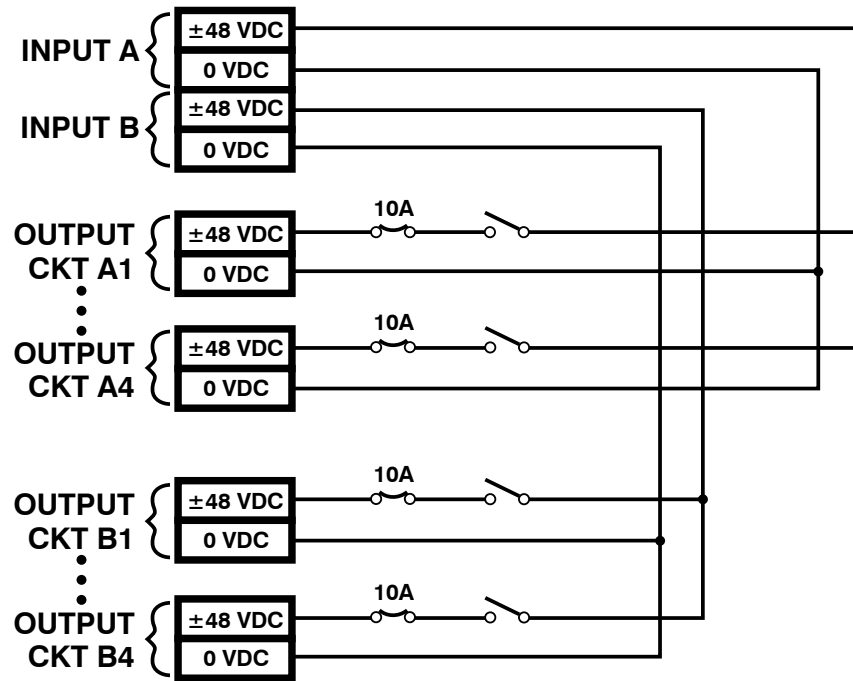 INPUT A
±48 VDC
0 VDC
INPUT B
±48 VDC
0 VDC
OUTPUT
CKT A1
±48 VDC
0 VDC
10A
OUTPUT
CKT A4
±48 VDC
0 VDC
10A
OUTPUT
CKT B1
±48 VDC
0 VDC
10A
OUTPUT
CKT B4
±48 VDC
0 VDC
10A